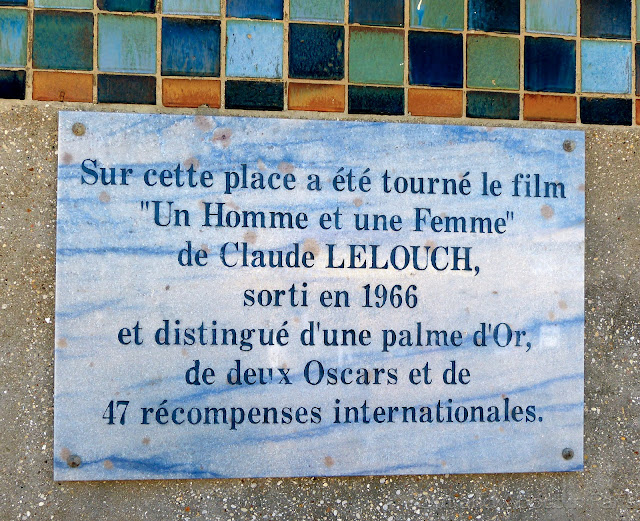 Sur cette place a été tourné le film
"Un Homme et une Femme"
de Claude LELOUCH,
sorti en 1966
et distingué d'une palme d'Or,
de deux Oscars et de
47 récompenses internationales.